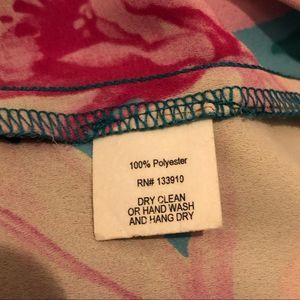 100% Polyester
RN# 133910
DRY CLEAN
OR HAND WASH
AND HANG DRY